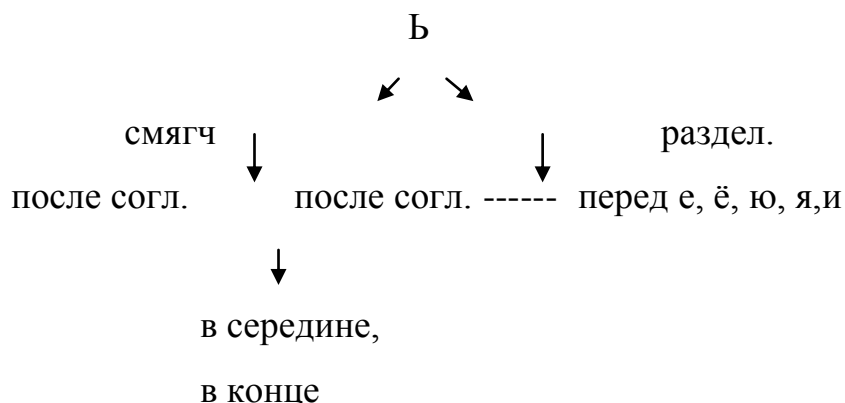 Ь
смягч раздел.
после согл. после согл. ------ перед е, ё, ю, я,и
в середине,
в конце